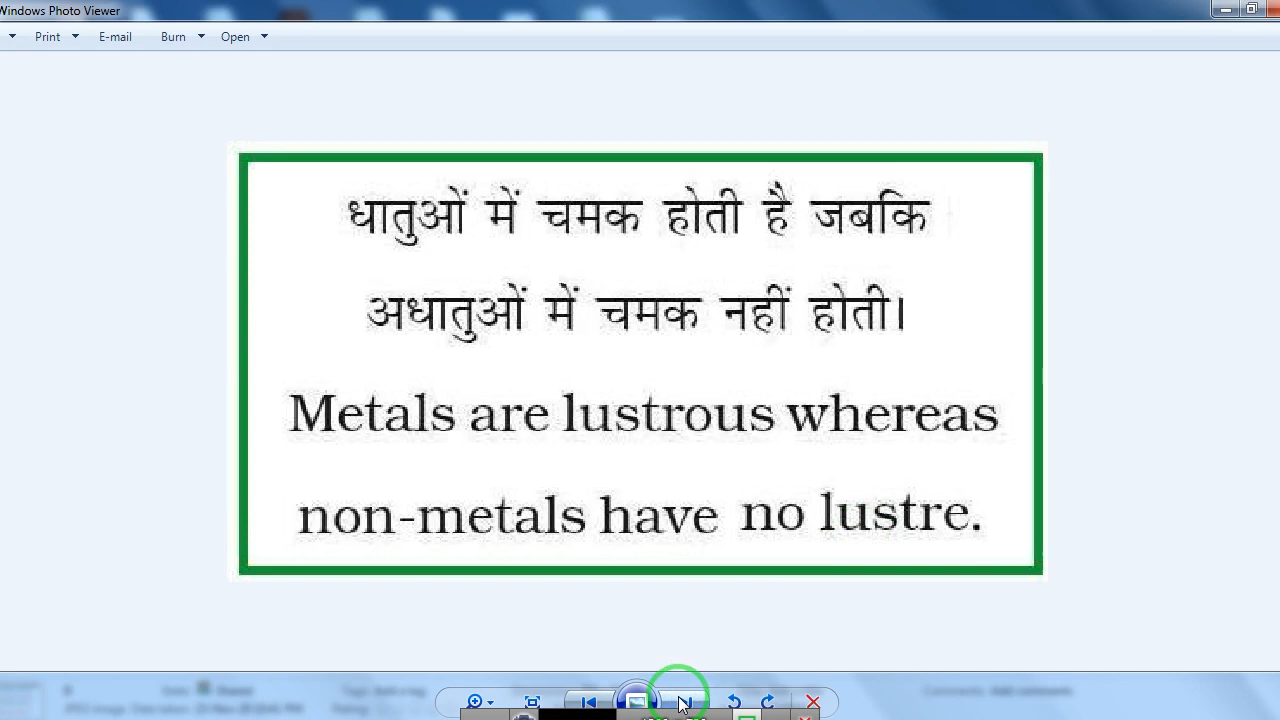 Windows Photo Viewer
Print E-mail Burn Open
धातुओं में चमक होती है जबकि
अधातुओं में चमक नहीं होती।
Metals are lustrous whereas
non-metals have no lustre.